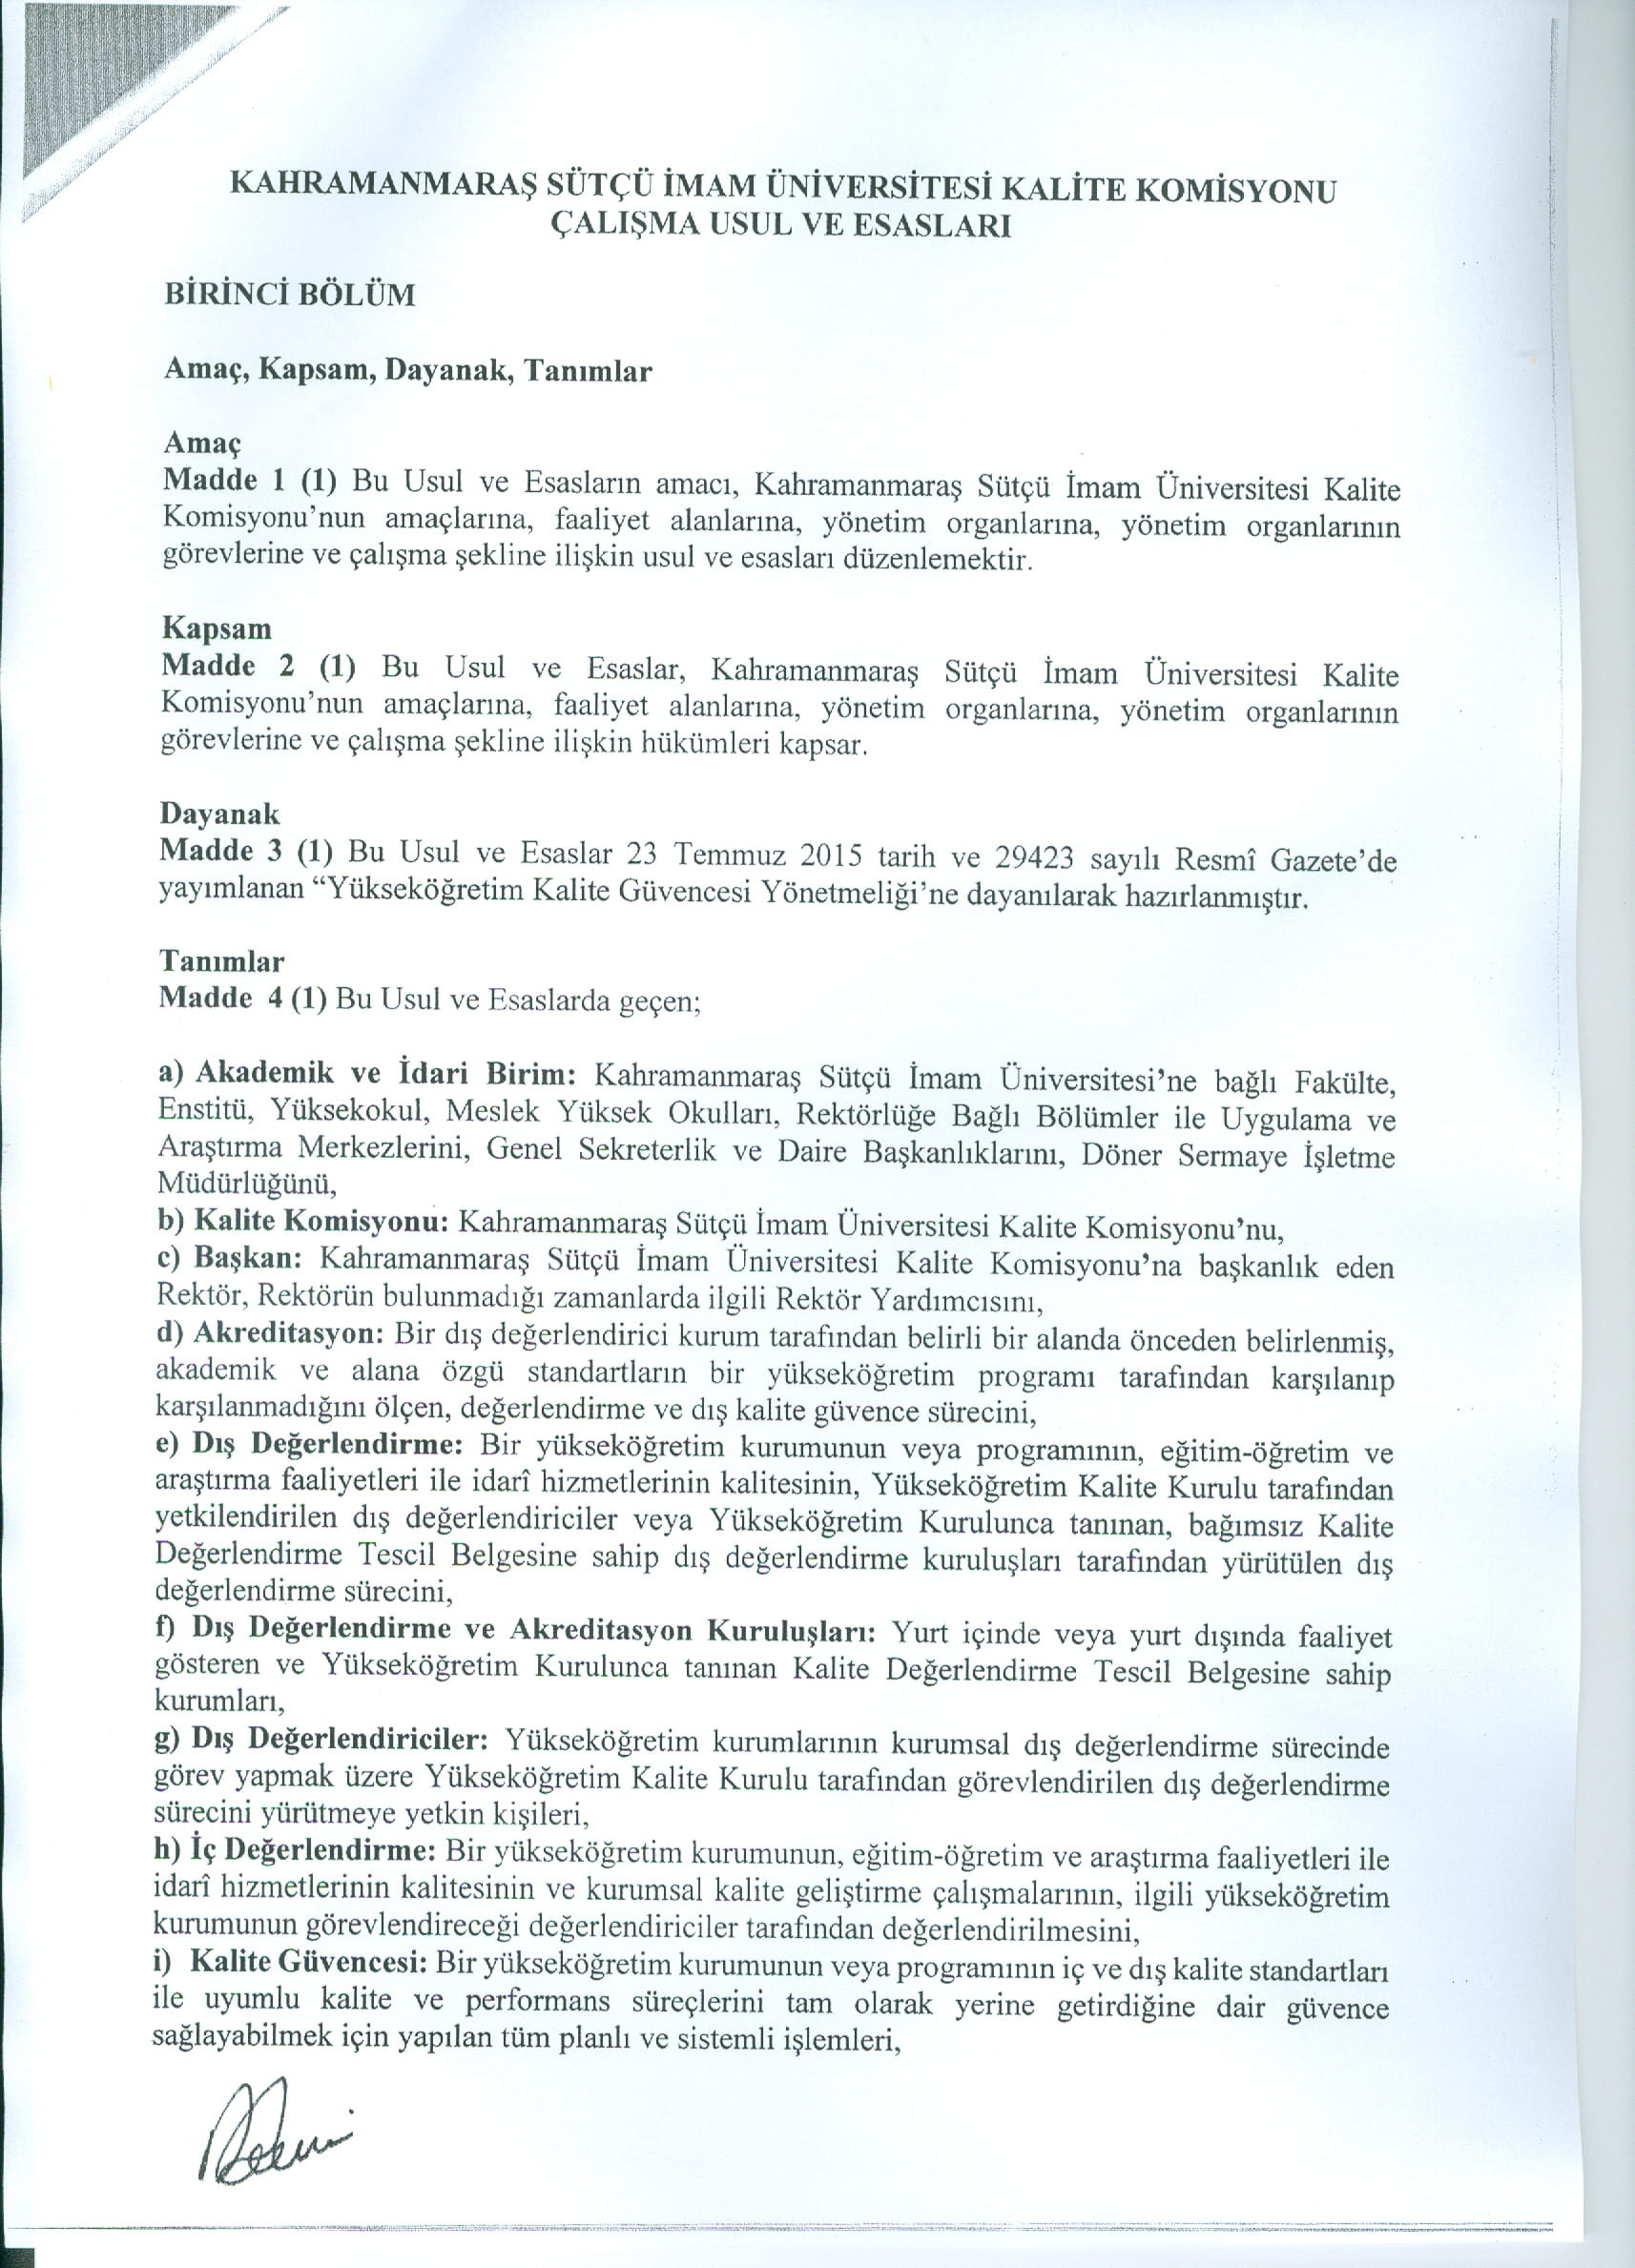 KAHRAMANMARAŞ SÜTÇÜ İMAM ÜNİVERSİTESİ KALİTE KOMİSYONU
ÇALIŞMA USUL VE ESASLARI
BİRİNCİ BÖLÜM
Amaç, Kapsam, Dayanak, Tanımlar
Amaç
Madde 1 (1) Bu Usul ve Esasların amacı, Kahramanmaraş Sütçü İmam Üniversitesi Kalite
Komisyonu’nun amaçlarına, faaliyet alanlarına, yönetim organlarına, yönetim organlarının
görevlerine ve çalışma şekline ilişkin usul ve esasları düzenlemektir.
Kapsam
Madde 2 (1) Bu Usul ve Esaslar, Kahramanmaraş Sütçü İmam Üniversitesi Kalite
Komisyonu’nun amaçlarına, faaliyet alanlarına, yönetim organlarına, yönetim organlarının
görevlerine ve çalışma şekline ilişkin hükümleri kapsar.
Dayanak
Madde 3 (1) Bu Usul ve Esaslar 23 Temmuz 2015 tarih ve 29423 sayılı Resmî Gazete’de
yayımlanan “Yükseköğretim Kalite Güvencesi Yönetmeliği’ne dayanılarak hazırlanmıştır.
Tanımlar
Madde 4 (1) Bu Usul ve Esaslarda geçen;
a) Akademik ve İdari Birim: Kahramanmaraş Sütçü İmam Üniversitesi’ne bağlı Fakülte,
Enstitü, Yüksekokul, Meslek Yüksek Okulları, Rektörlüğe Bağlı Bölümler ile Uygulama ve
Araştırma Merkezlerini, Genel Sekreterlik ve Daire Başkanlıklarını, Döner Sermaye İşletme
Müdürlüğünü,
b) Kalite Komisyonu: Kahramanmaraş Sütçü İmam Üniversitesi Kalite Komisyonu’nu,
c) Başkan: Kahramanmaraş Sütçü İmam Üniversitesi Kalite Komisyonu’na başkanlık eden
Rektör, Rektörün bulunmadığı zamanlarda ilgili Rektör Yardımcısını,
d) Akreditasyon: Bir dış değerlendirici kurum tarafından belirli bir alanda önceden belirlenmiş,
akademik ve alana özgü standartların bir yükseköğretim programı tarafından karşılanıp
karşılanmadığını ölçen, değerlendirme ve dış kalite güvence sürecini,
e) Dış Değerlendirme: Bir yükseköğretim kurumunun veya programının, eğitim-öğretim ve
araştırma faaliyetleri ile idarî hizmetlerinin kalitesinin, Yükseköğretim Kalite Kurulu tarafından
yetkilendirilen dış değerlendiriciler veya Yükseköğretim Kurulunca tanınan, bağımsız Kalite
Değerlendirme Tescil Belgesine sahip dış değerlendirme kuruluşları tarafından yürütülen dış
değerlendirme sürecini,
f) Dış Değerlendirme ve Akreditasyon Kuruluşları: Yurt içinde veya yurt dışında faaliyet
gösteren ve Yükseköğretim Kurulunca tanınan Kalite Değerlendirme Tescil Belgesine sahip
kurumları,
g) Dış Değerlendiriciler: Yükseköğretim kurumlarının kurumsal dış değerlendirme sürecinde
görev yapmak üzere Yükseköğretim Kalite Kurulu tarafından görevlendirilen dış değerlendirme
sürecini yürütmeye yetkin kişileri,
h) İç Değerlendirme: Bir yükseköğretim kurumunun, eğitim-öğretim ve araştırma faaliyetleri ile
idarî hizmetlerinin kalitesinin ve kurumsal kalite geliştirme çalışmalarının, ilgili yükseköğretim
kurumunun görevlendireceği değerlendiriciler tarafından değerlendirilmesini,
i) Kalite Güvencesi: Bir yükseköğretim kurumunun veya programının iç ve dış kalite standartları
ile uyumlu kalite ve performans süreçlerini tam olarak yerine getirdiğine dair güvence
sağlayabilmek için yapılan tüm planlı ve sistemli işlemleri,